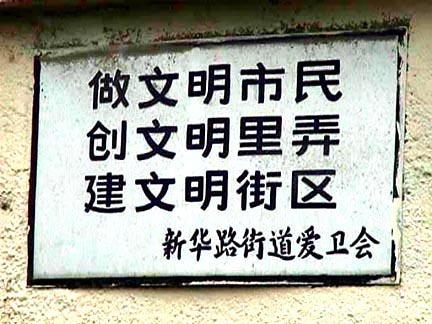 做文明市民
创文明里弄
建文明街区
新华路街道爱卫会